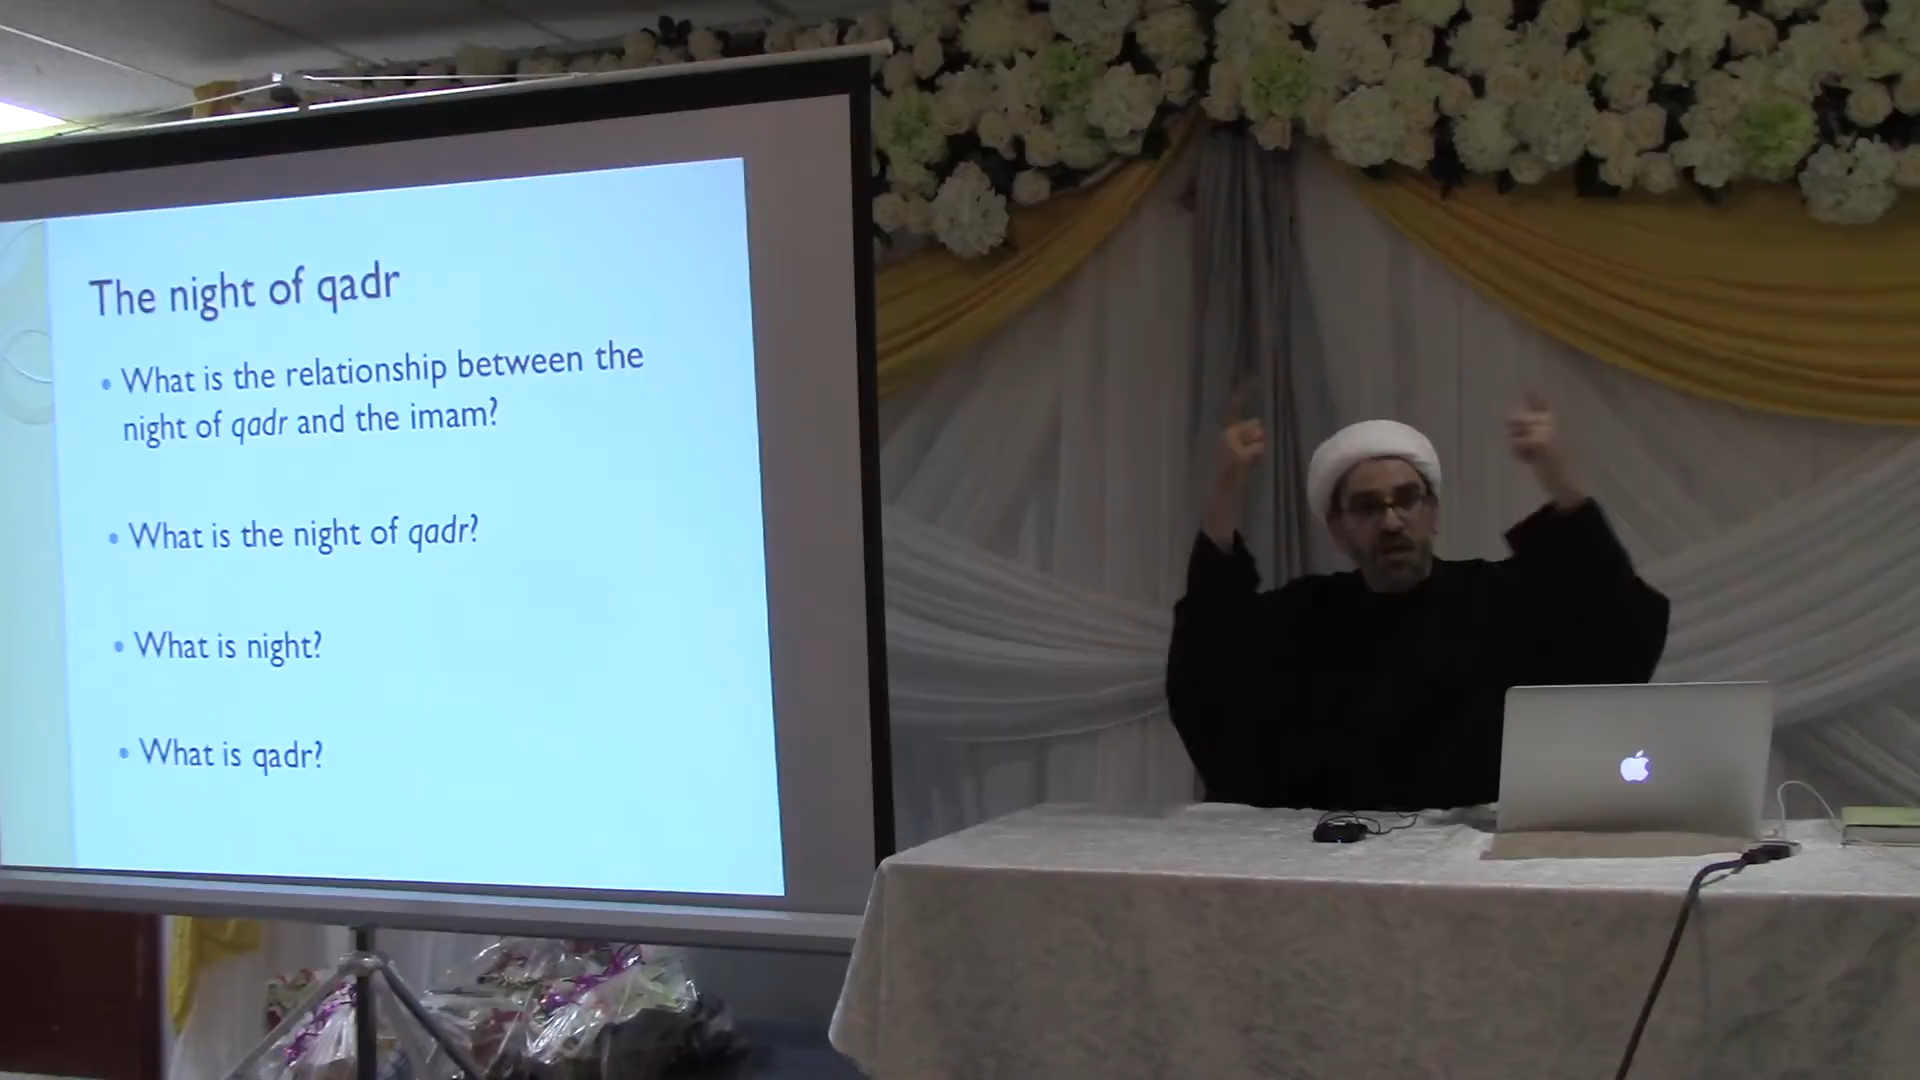 The night of qadr
• What is the relationship between the
night of qadr and the imam?
• What is the night of qadr?
• What is night?
• What is qadr?